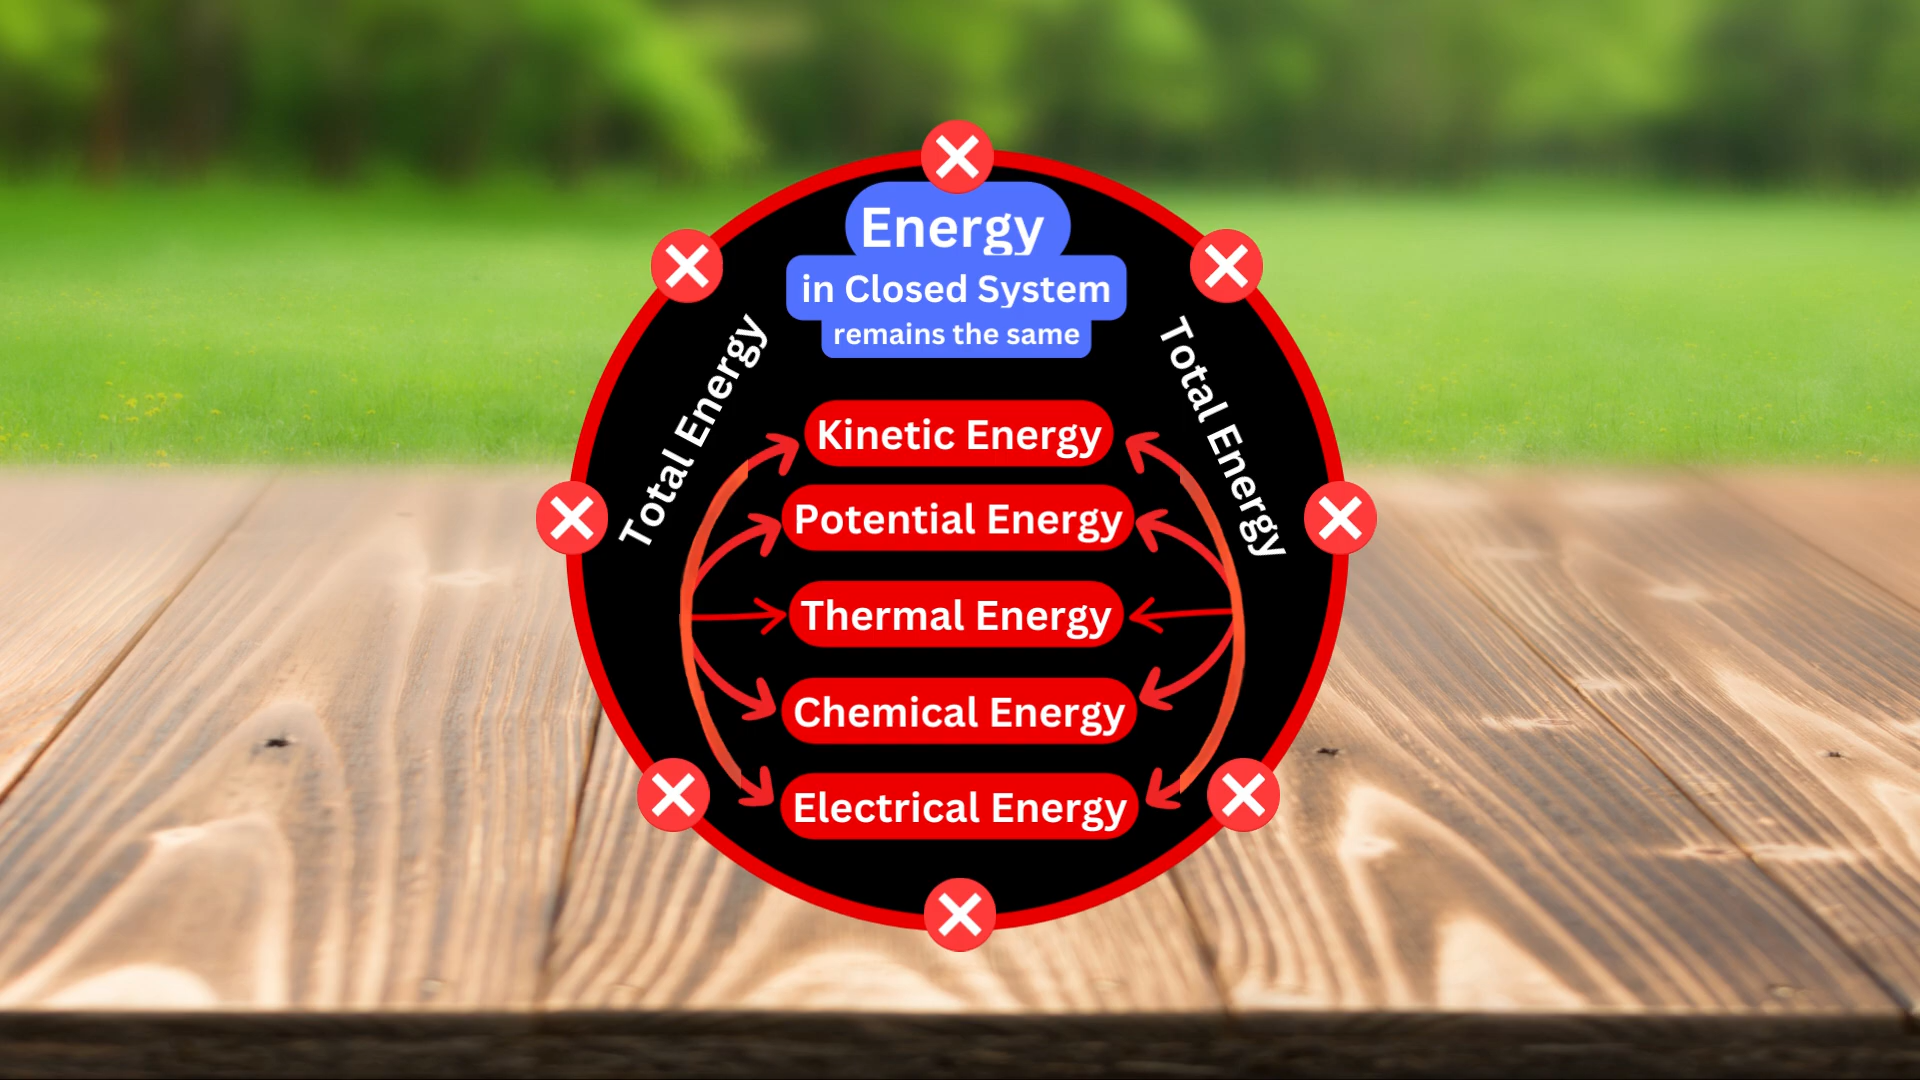 Energy
in Closed System
remains the same
Total Energy
Total Energy
Kinetic Energy
Potential Energy
Thermal Energy
Chemical Energy
Electrical Energy